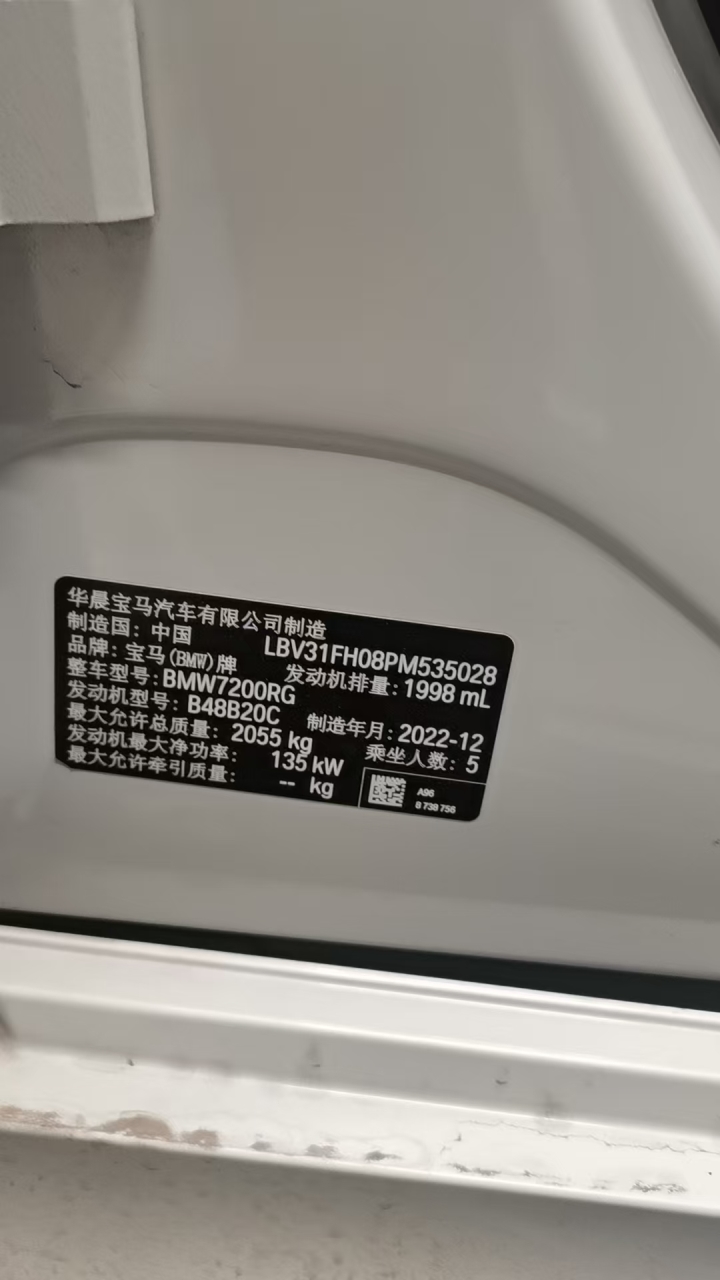 华晨宝马汽车有限公司制造
制造国：中国 LBV31FH08PM535028
品牌：宝马(BMW)牌 发动机排量：1998 mL
整车型号：BMW7200RG
发动机型号：B48B20C 制造年月：2022-12
最大允许总质量：2055 kg 乘坐人数：5
发动机最大净功率：135 kW
最大允许牵引质量：-- kg
A96
8 738 756